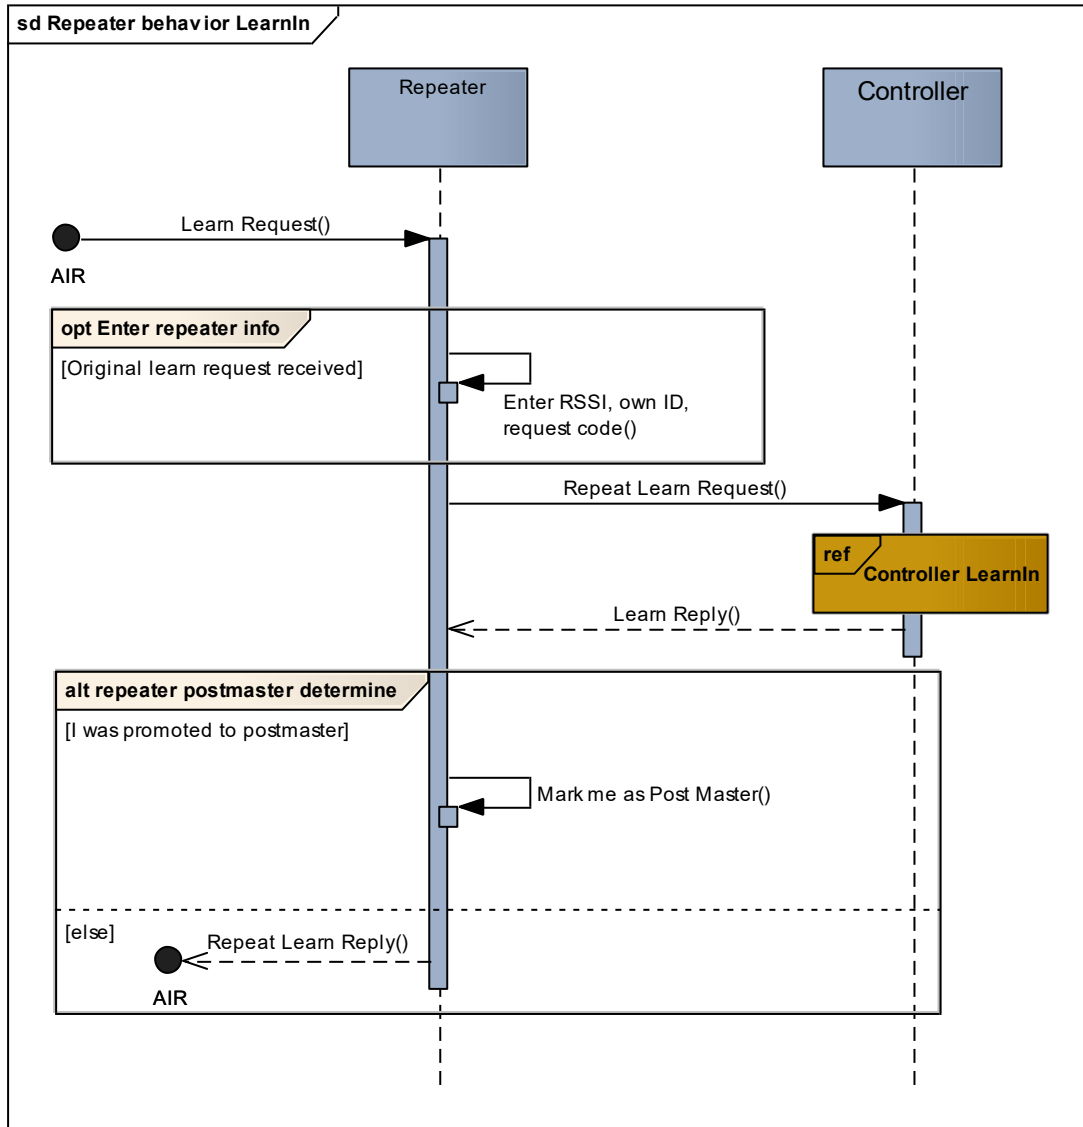 sd Repeater behavior LearnIn
Repeater
Controller
Learn Request()
AIR
opt Enter repeater info
[Original learn request received]
Enter RSSI, own ID,
request code()
Repeat Learn Request()
ref
Controller LearnIn
Learn Reply()
alt repeater postmaster determine
[I was promoted to postmaster]
Mark me as Post Master()
[else]
Repeat Learn Reply()
AIR